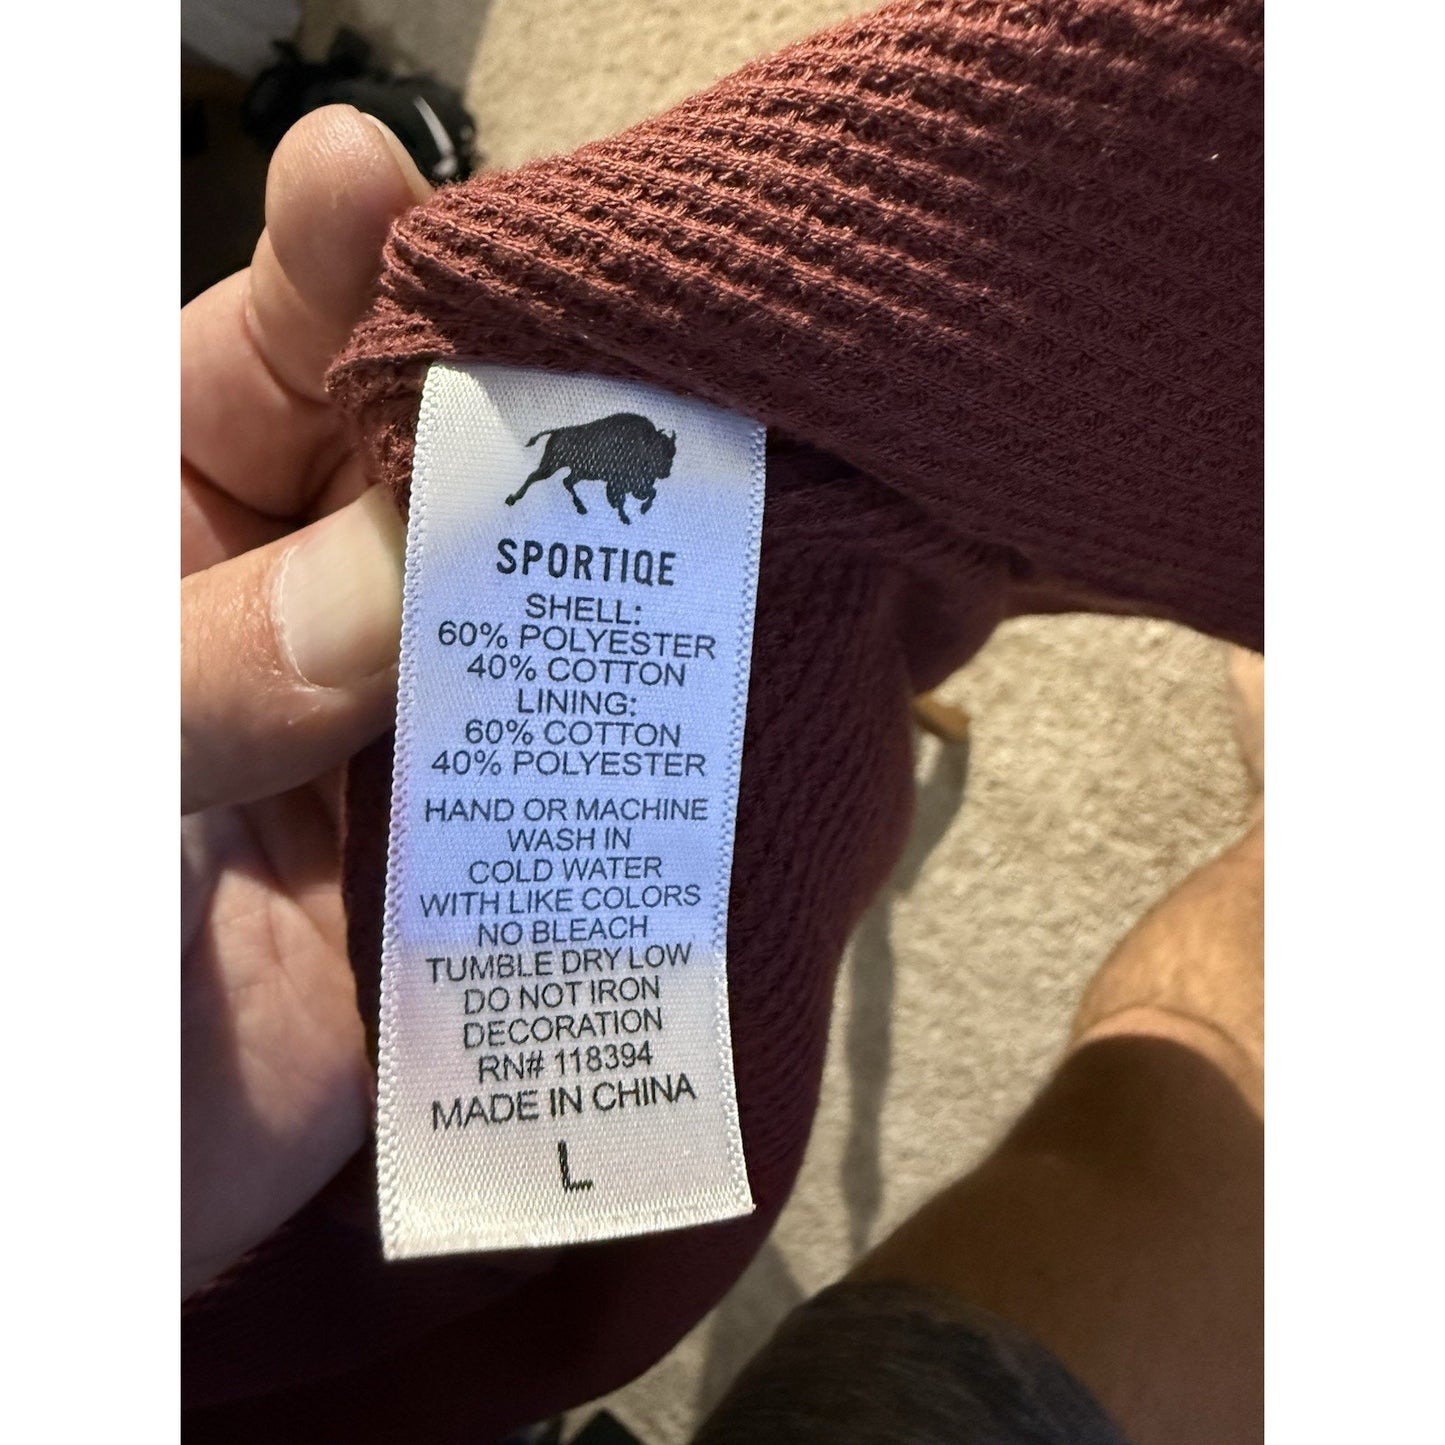 SPORTIQE
SHELL:
60% POLYESTER
40% COTTON
LINING:
60% COTTON
40% POLYESTER
HAND OR MACHINE
WASH IN
COLD WATER
WITH LIKE COLORS
NO BLEACH
TUMBLE DRY LOW
DO NOT IRON
DECORATION
RN# 118394
MADE IN CHINA
L